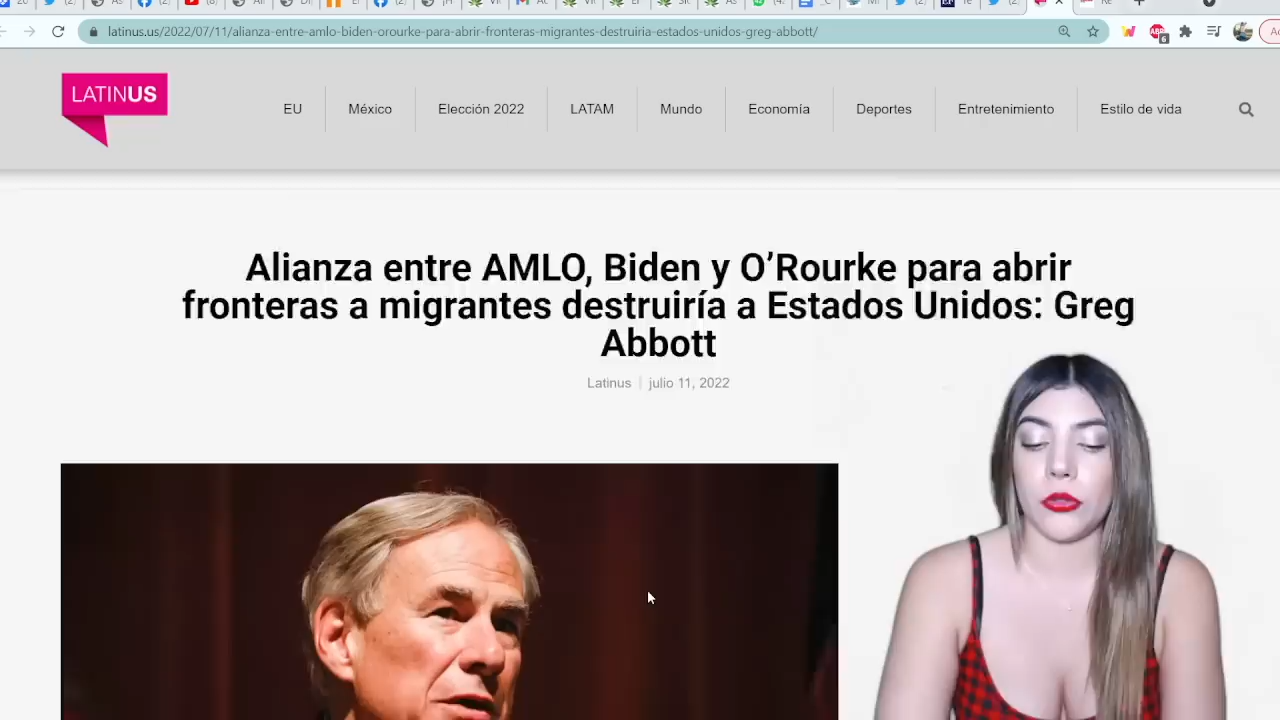 latinus.us/2022/07/11/alianza-entre-amlo-biden-orourke-para-abrir-fronteras-migrantes-destruiria-estados-unidos-greg-abbott/
LATINUS
EU México Elección 2022 LATAM Mundo Economía Deportes Entretenimiento Estilo de vida
Alianza entre AMLO, Biden y O’Rourke para abrir
fronteras a migrantes destruiría a Estados Unidos: Greg
Abbott
Latinus | julio 11, 2022